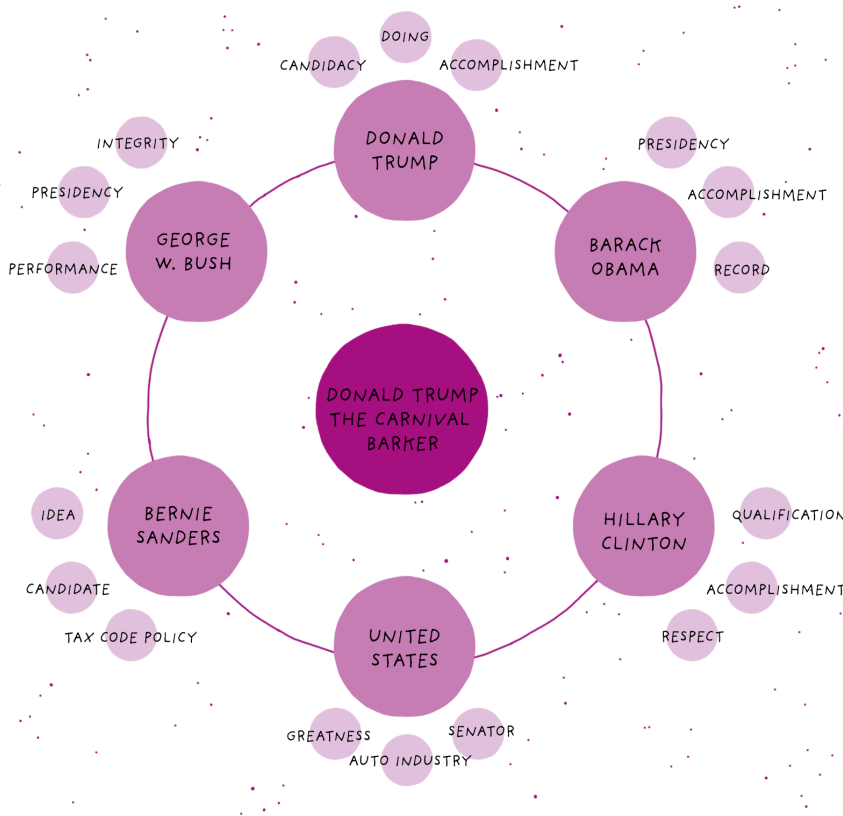 DOING
CANDIDACY
ACCOMPLISHMENT
DONALD
TRUMP
INTEGRITY
PRESIDENCY
PERFORMANCE
GEORGE
W. BUSH
PRESIDENCY
ACCOMPLISHMENT
RECORD
BARACK
OBAMA
DONALD TRUMP
THE CARNIVAL
BARKER
IDEA
CANDIDATE
TAX CODE POLICY
BERNIE
SANDERS
HILLARY
CLINTON
QUALIFICATION
ACCOMPLISHMENT
RESPECT
UNITED
STATES
GREATNESS
AUTO INDUSTRY
SENATOR